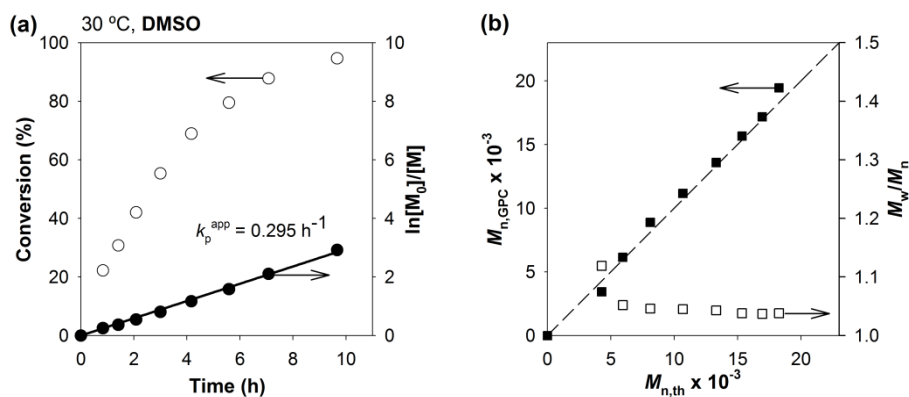 (a)
30 ºC, DMSO
Conversion (%)
100
80
60
40
20
0
10
8
6
4
2
0
ln[M₀]/[M]
kₚᵃᵖᵖ = 0.295 h⁻¹
0 2 4 6 8 10
Time (h)
(b)
Mn,GPC x 10⁻³
20
15
10
5
0
1.5
1.4
1.3
1.2
1.1
1.0
Mw/Mn
0 5 10 15 20
Mn,th x 10⁻³